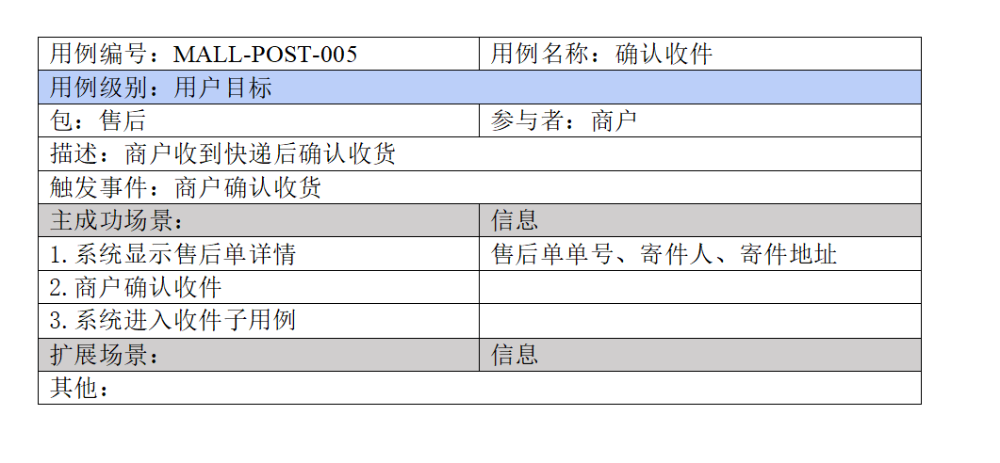 用例编号：MALL-POST-005 用例名称：确认收件
用例级别：用户目标
包：售后 参与者：商户
描述：商户收到快递后确认收货
触发事件：商户确认收货
主成功场景： 信息
1.系统显示售后单详情 售后单单号、寄件人、寄件地址
2.商户确认收件
3.系统进入收件子用例
扩展场景： 信息
其他：